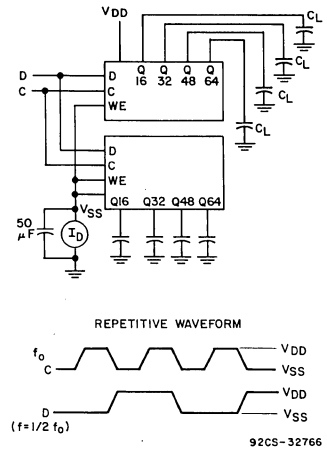 VDD
Q 16
Q 32
Q 48
Q 64
CL
CL
CL
CL
D
C
D
C
WE
D
C
WE
VSS
Q16 Q32 Q48 Q64
50 μF
ID
REPETITIVE WAVEFORM
fo
C
VDD
VSS
D
(f=1/2 fo)
VDD
VSS
92CS-32766